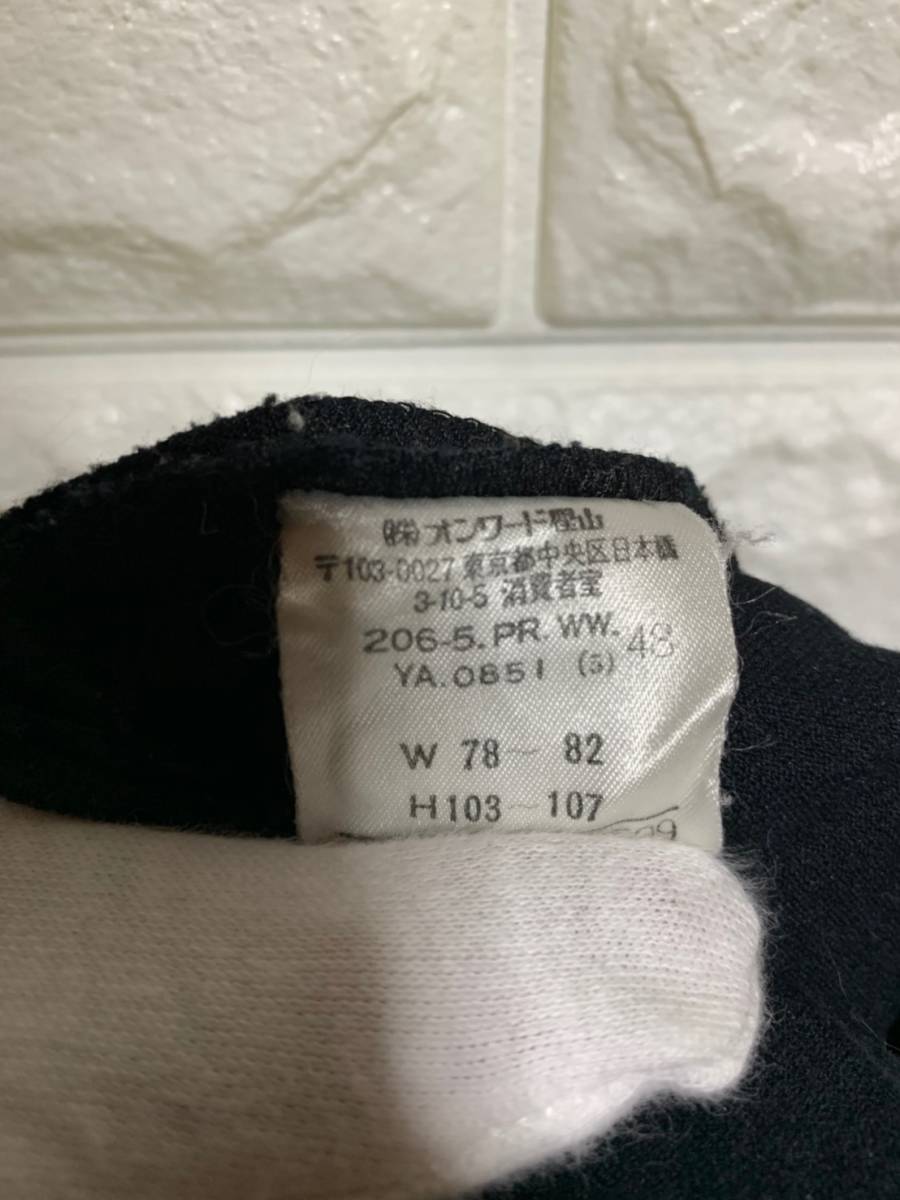 ㈱オンワード樫山
〒103-0027 東京都中央区日本橋
3-10-5 消費者室
206-5.PR.WW. 48
YA.0851 (5)
W 78〜 82
H103〜 107